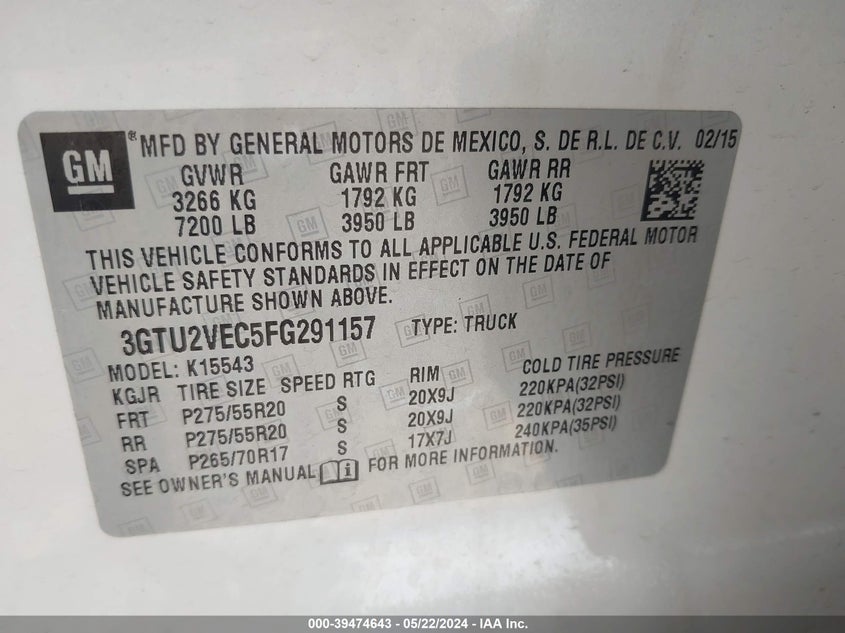 GM ® MFD BY GENERAL MOTORS DE MEXICO, S. DE R.L. DE C.V. 02/15
GVWR GAWR FRT GAWR RR
3266 KG 1792 KG 1792 KG
7200 LB 3950 LB 3950 LB
THIS VEHICLE CONFORMS TO ALL APPLICABLE U.S. FEDERAL MOTOR
VEHICLE SAFETY STANDARDS IN EFFECT ON THE DATE OF
MANUFACTURE SHOWN ABOVE.
3GTU2VEC5FG291157 TYPE: TRUCK
MODEL: K15543
KGJR TIRE SIZE SPEED RTG RIM COLD TIRE PRESSURE
FRT P275/55R20 S 20X9J 220KPA(32PSI)
RR P275/55R20 S 20X9J 220KPA(32PSI)
SPA P265/70R17 S 17X7J 240KPA(35PSI)
SEE OWNER'S MANUAL i FOR MORE INFORMATION.
000-39474643 - 05/22/2024 - IAA Inc.